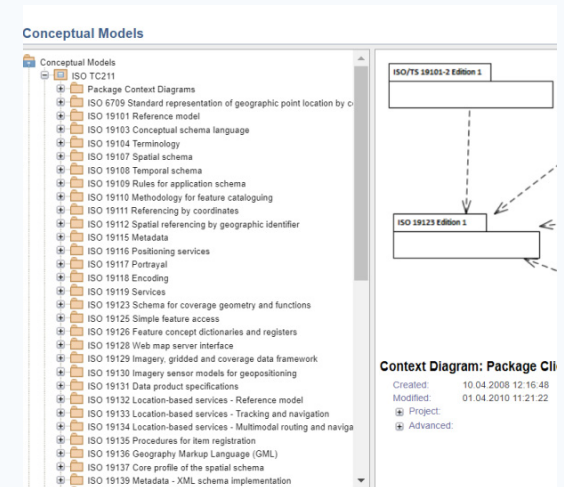 Conceptual Models
Conceptual Models
ISO TC211
Package Context Diagrams
ISO 6709 Standard representation of geographic point location by c
ISO 19101 Reference model
ISO 19103 Conceptual schema language
ISO 19104 Terminology
ISO 19107 Spatial schema
ISO 19108 Temporal schema
ISO 19109 Rules for application schema
ISO 19110 Methodology for feature cataloguing
ISO 19111 Referencing by coordinates
ISO 19112 Spatial referencing by geographic identifier
ISO 19115 Metadata
ISO 19116 Positioning services
ISO 19117 Portrayal
ISO 19118 Encoding
ISO 19119 Services
ISO 19123 Schema for coverage geometry and functions
ISO 19125 Simple feature access
ISO 19126 Feature concept dictionaries and registers
ISO 19128 Web map server interface
ISO 19129 Imagery, gridded and coverage data framework
ISO 19130 Imagery sensor models for geopositioning
ISO 19131 Data product specifications
ISO 19132 Location-based services - Reference model
ISO 19133 Location-based services - Tracking and navigation
ISO 19134 Location-based services - Multimodal routing and naviga
ISO 19135 Procedures for item registration
ISO 19136 Geography Markup Language (GML)
ISO 19137 Core profile of the spatial schema
ISO 19139 Metadata - XML schema implementation
ISO/TS 19101-2 Edition 1
ISO 19123 Edition 1
Context Diagram: Package Cli
Created: 10.04.2008 12:16:48
Modified: 01.04.2010 11:21:22
Project:
Advanced: